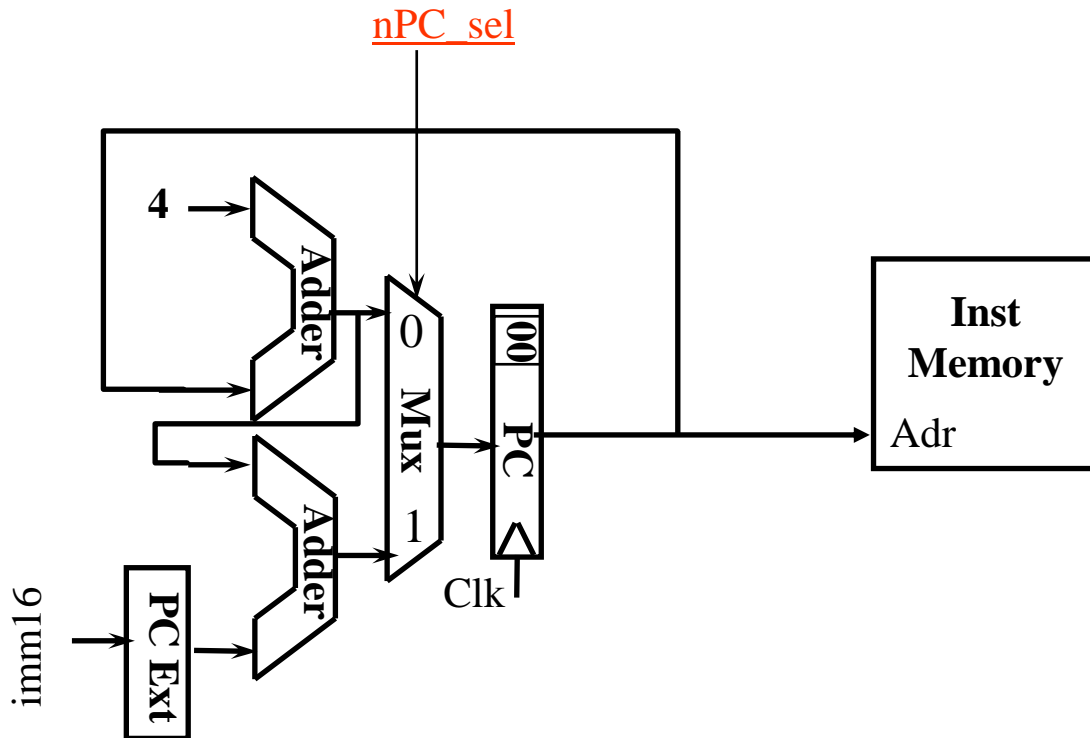 nPC_sel
4
Adder
0
Mux
1
00
PC
Clk
Adder
imm16
PC Ext
Inst
Memory
Adr